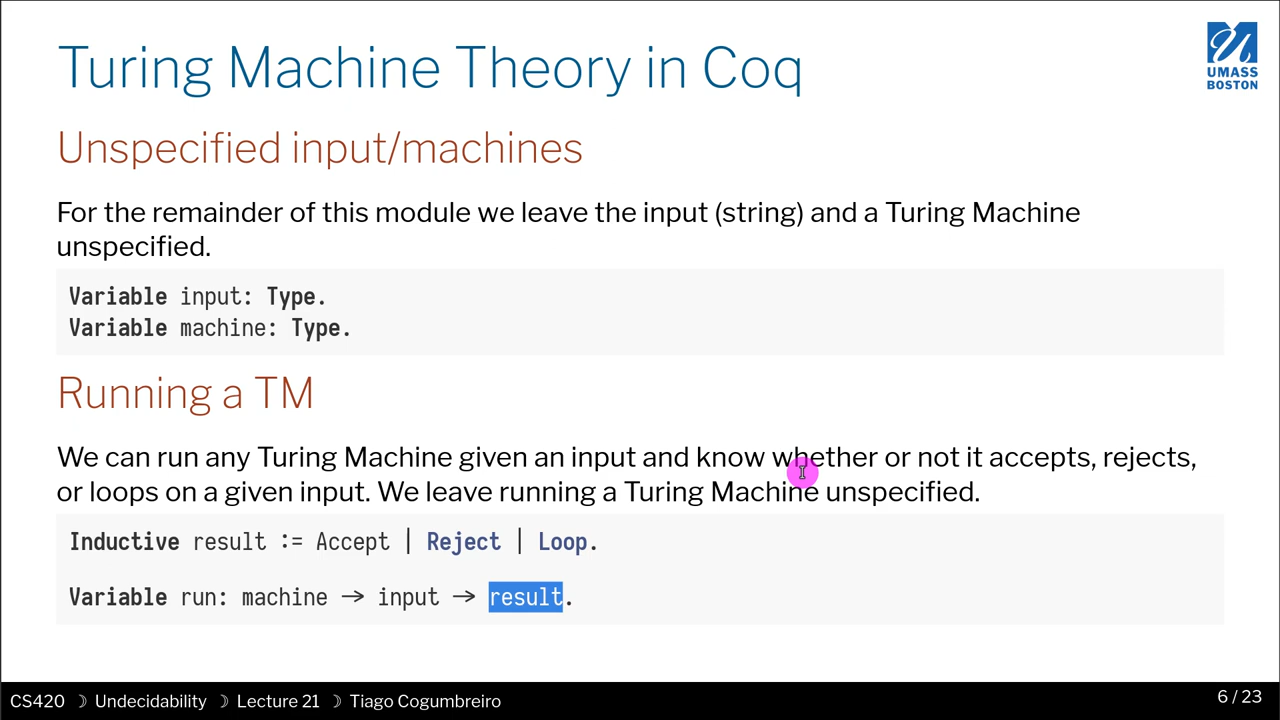 Turing Machine Theory in Coq
UMASS
BOSTON
Unspecified input/machines
For the remainder of this module we leave the input (string) and a Turing Machine
unspecified.
Variable input: Type.
Variable machine: Type.
Running a TM
We can run any Turing Machine given an input and know whether or not it accepts, rejects,
or loops on a given input. We leave running a Turing Machine unspecified.
Inductive result := Accept | Reject | Loop.
Variable run: machine → input → result.
CS420 ☽ Undecidability ☽ Lecture 21 ☽ Tiago Cogumbreiro
6 / 23